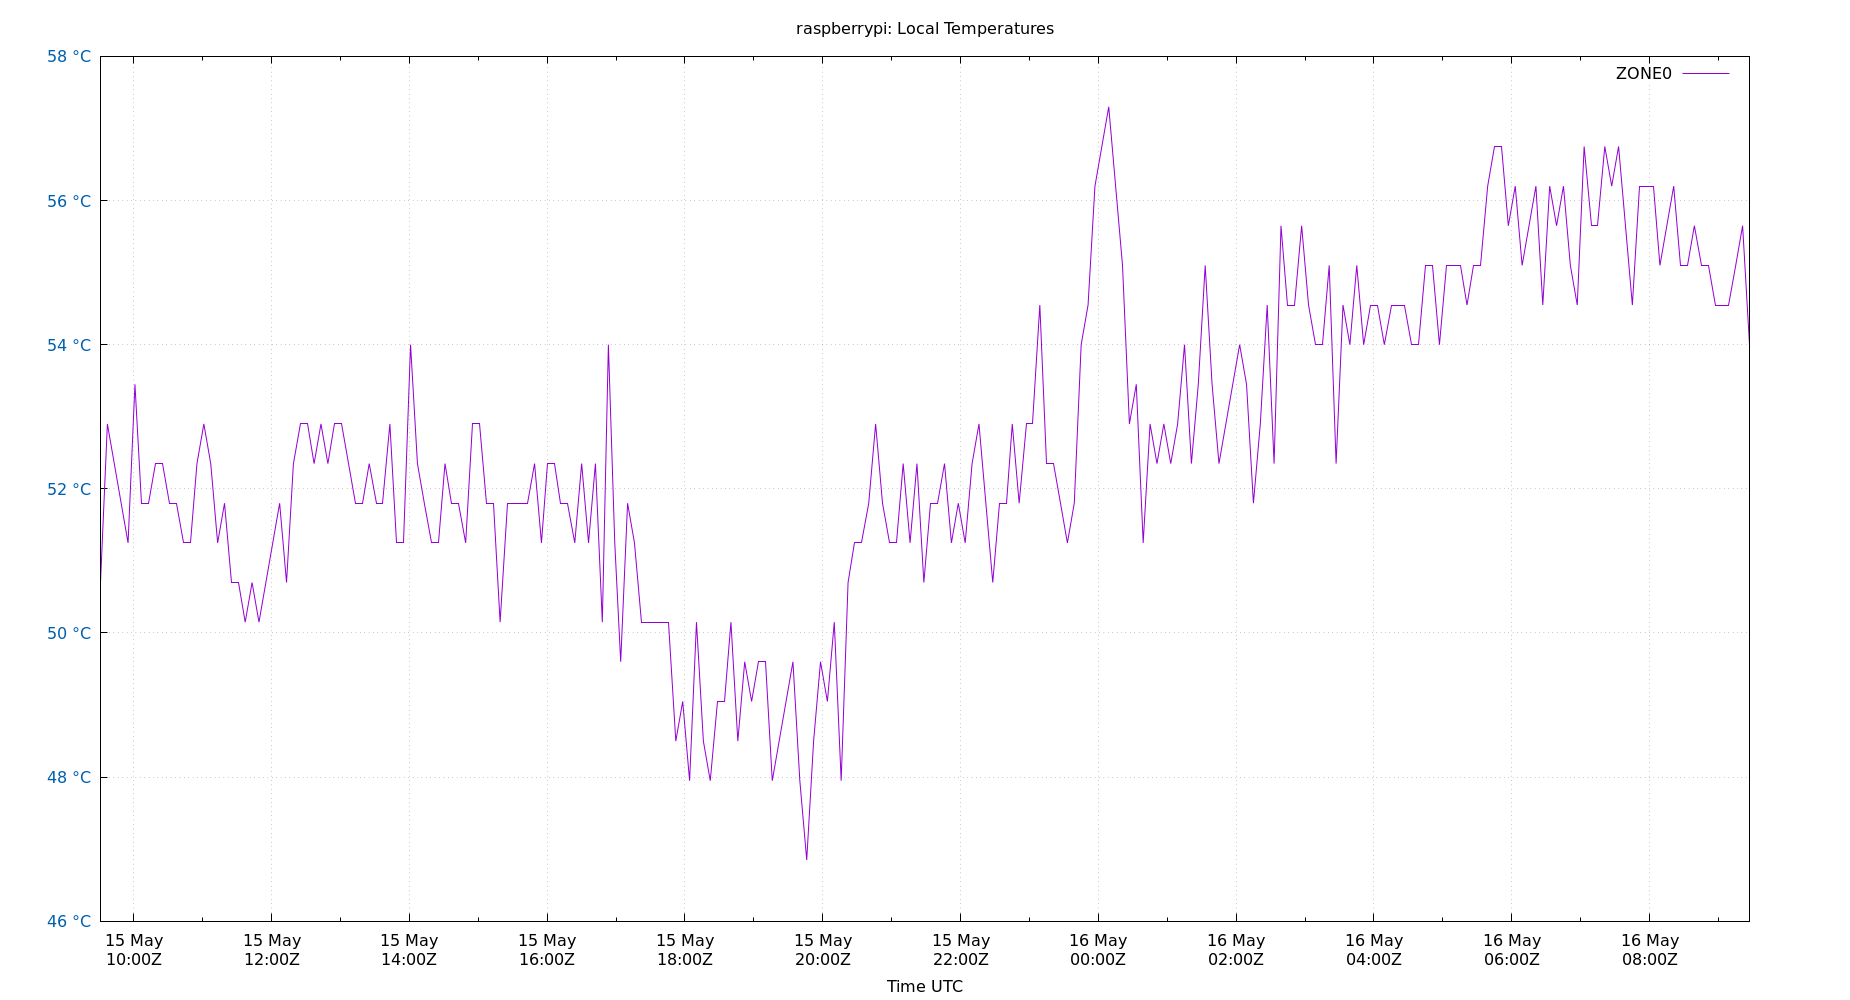 raspberrypi: Local Temperatures
58 °C
ZONE0
56 °C
54 °C
52 °C
50 °C
48 °C
46 °C
15 May 15 May 15 May 15 May 15 May 15 May 15 May 16 May 16 May 16 May 16 May 16 May
10:00Z 12:00Z 14:00Z 16:00Z 18:00Z 20:00Z 22:00Z 00:00Z 02:00Z 04:00Z 06:00Z 08:00Z
Time UTC